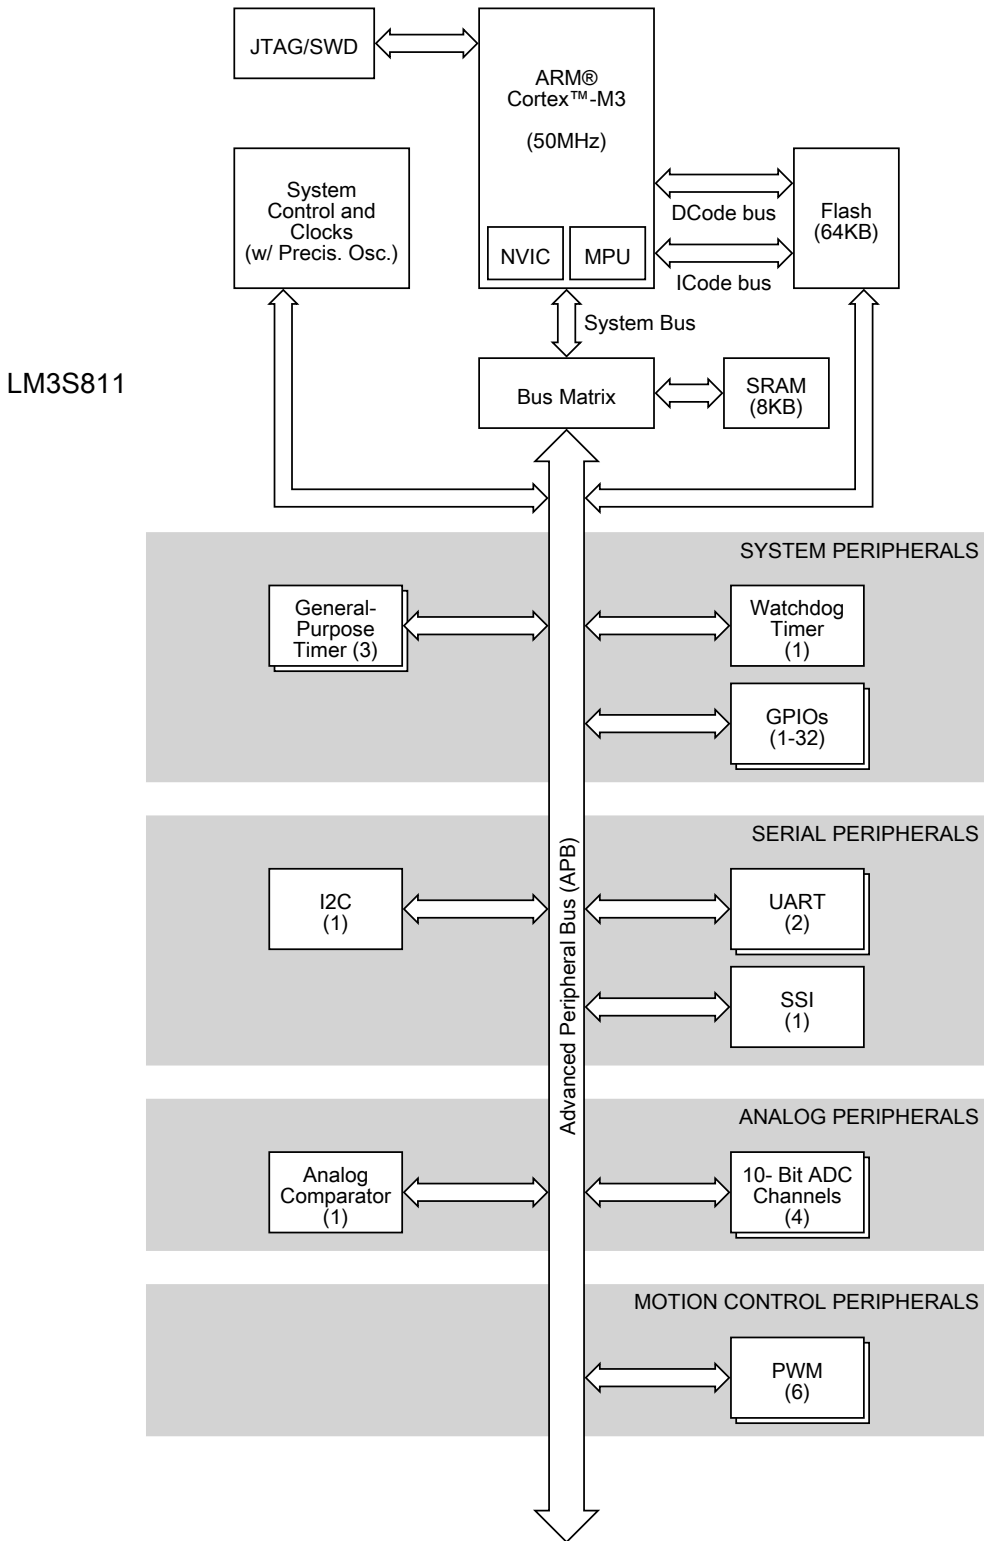 JTAG/SWD
ARM®
Cortex™-M3
(50MHz)
NVIC
MPU
System
Control and
Clocks
(w/ Precis. Osc.)
DCode bus
ICode bus
Flash
(64KB)
System Bus
LM3S811
Bus Matrix
SRAM
(8KB)
SYSTEM PERIPHERALS
General-
Purpose
Timer (3)
Watchdog
Timer
(1)
GPIOs
(1-32)
Advanced Peripheral Bus (APB)
SERIAL PERIPHERALS
I2C
(1)
UART
(2)
SSI
(1)
ANALOG PERIPHERALS
Analog
Comparator
(1)
10- Bit ADC
Channels
(4)
MOTION CONTROL PERIPHERALS
PWM
(6)